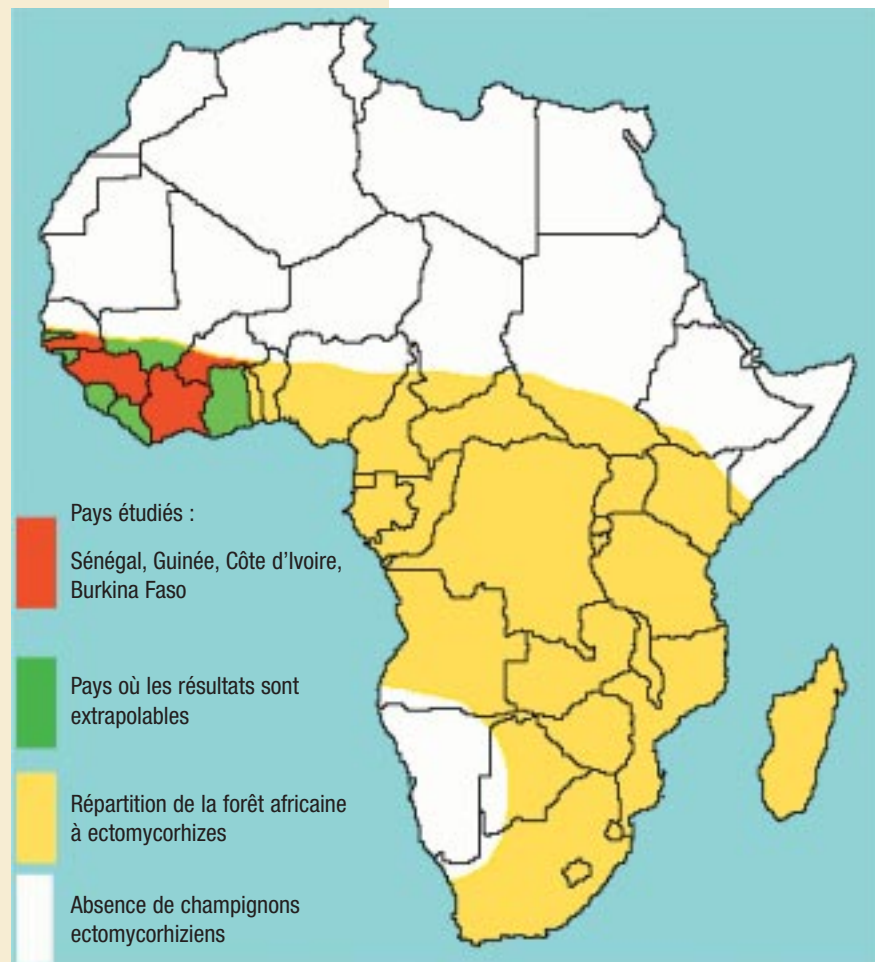 Pays étudiés :
Sénégal, Guinée, Côte d'Ivoire,
Burkina Faso
Pays où les résultats sont
extrapolables
Répartition de la forêt africaine
à ectomycorhizes
Absence de champignons
ectomycorhiziens